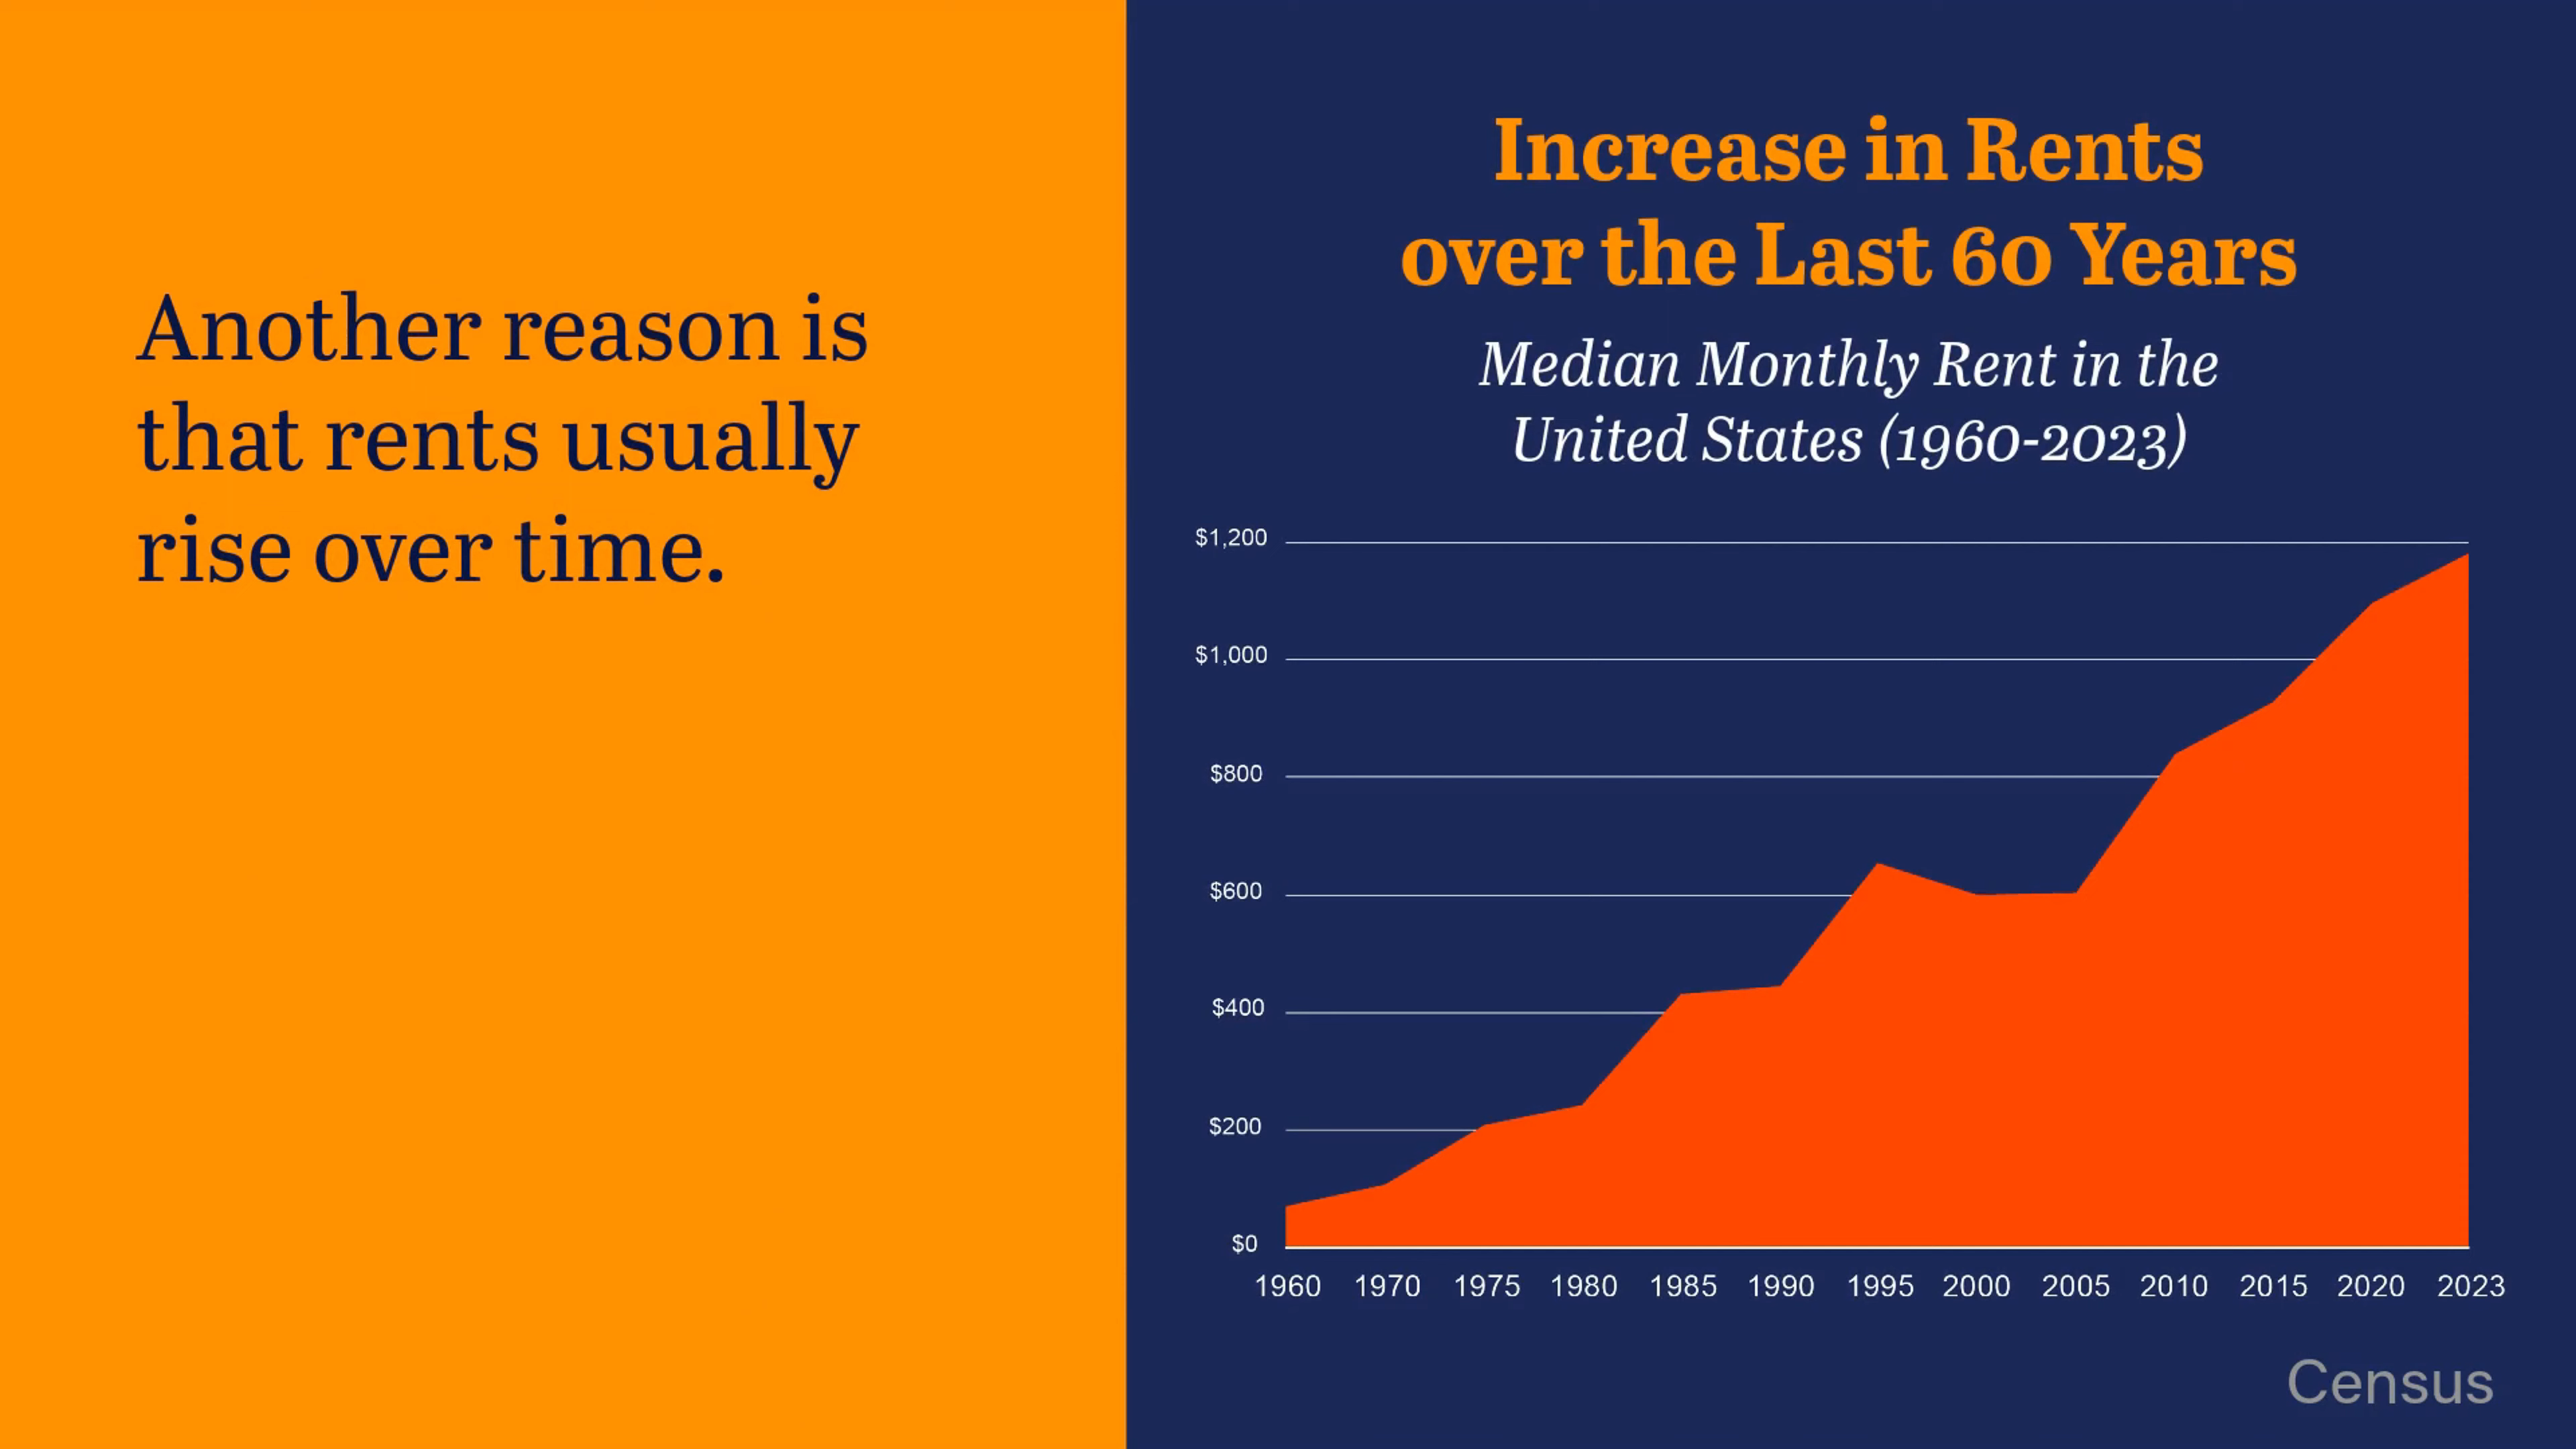 Another reason is
that rents usually
rise over time.
Increase in Rents
over the Last 60 Years
Median Monthly Rent in the
United States (1960-2023)
$1,200
$1,000
$800
$600
$400
$200
$0
1960 1970 1975 1980 1985 1990 1995 2000 2005 2010 2015 2020 2023
Census